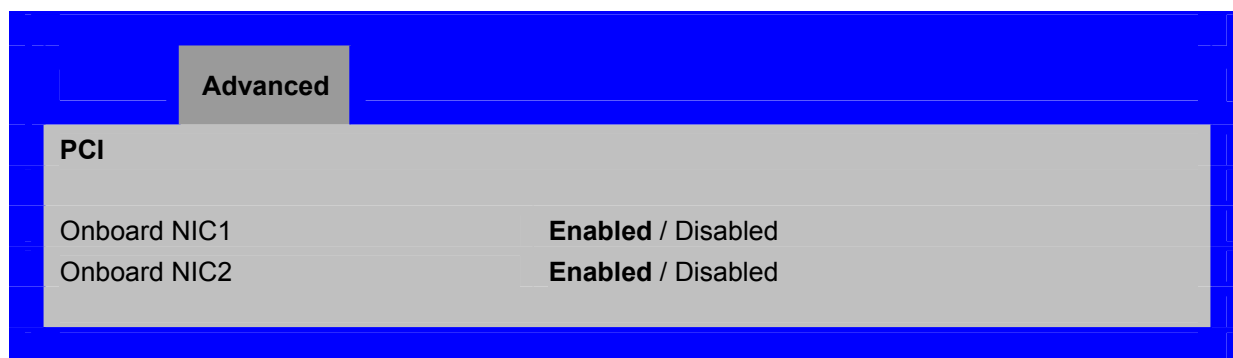 Advanced
PCI
Onboard NIC1 Enabled / Disabled
Onboard NIC2 Enabled / Disabled